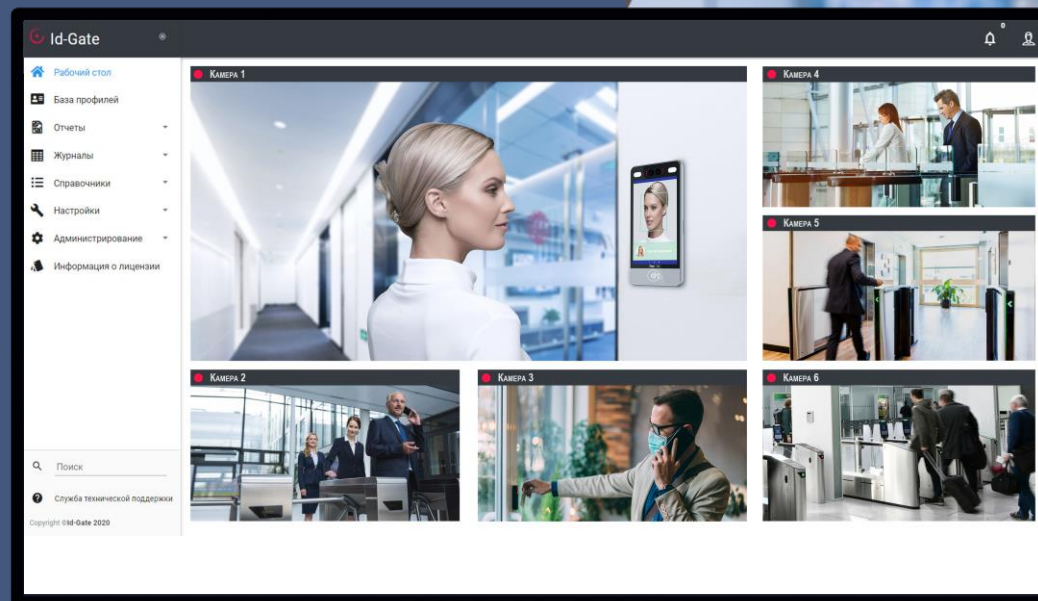 Id-Gate
0
Рабочий стол
База профилей
Отчеты
Журналы
Справочники
Настройки
Администрирование
Информация о лицензии
Поиск
Служба технической поддержки
Copyright ©Id-Gate 2020
КАМЕРА 1
КАМЕРА 4
КАМЕРА 5
КАМЕРА 2
КАМЕРА 3
КАМЕРА 6